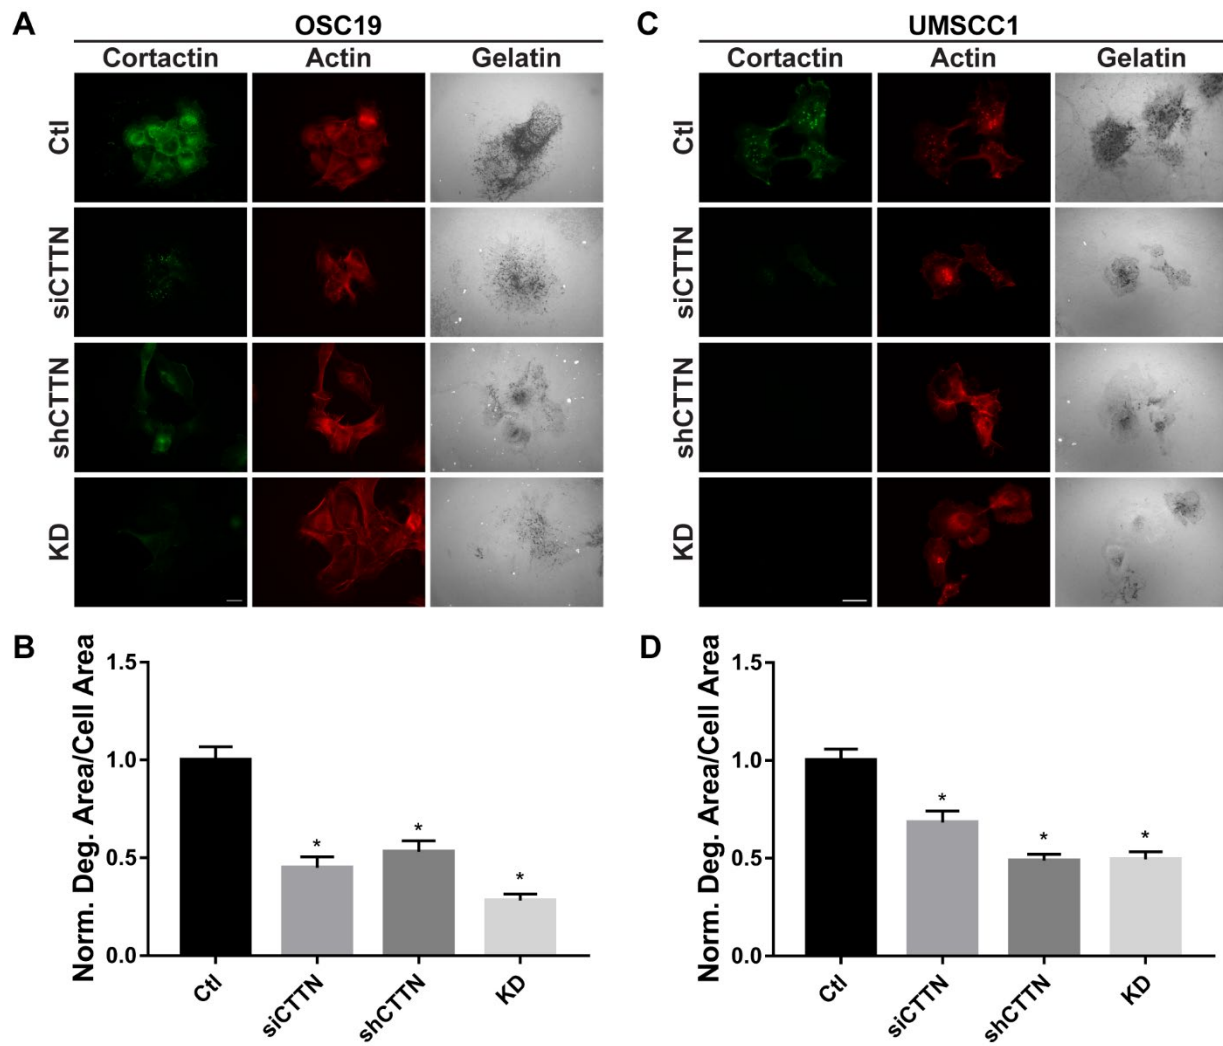 A
OSC19
Cortactin Actin Gelatin
Ctl
siCTTN
shCTTN
KD
B
Norm. Deg. Area/Cell Area
1.5
1.0
0.5
0.0
*
*
*
Ctl
siCTTN
shCTTN
KD
C
UMSCC1
Cortactin Actin Gelatin
Ctl
siCTTN
shCTTN
KD
D
Norm. Deg. Area/Cell Area
1.5
1.0
0.5
0.0
*
*
*
Ctl
siCTTN
shCTTN
KD